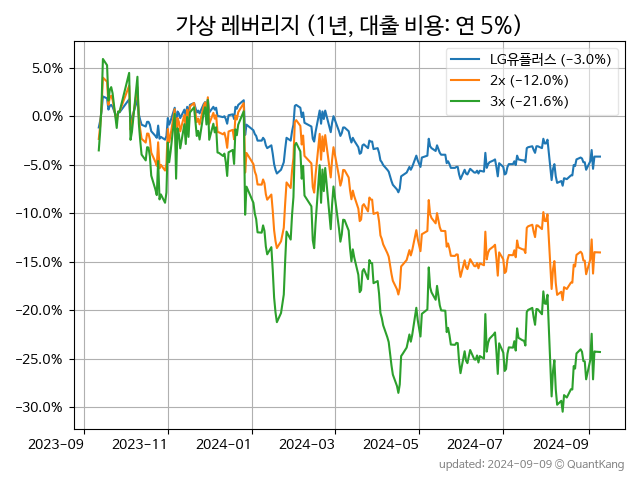 가상 레버리지 (1년, 대출 비용: 연 5%)
LG유플러스 (−3.0%)
2x (−12.0%)
3x (−21.6%)
5.0%
0.0%
−5.0%
−10.0%
−15.0%
−20.0%
−25.0%
−30.0%
2023-09 2023-11 2024-01 2024-03 2024-05 2024-07 2024-09
updated: 2024-09-09 © QuantKang